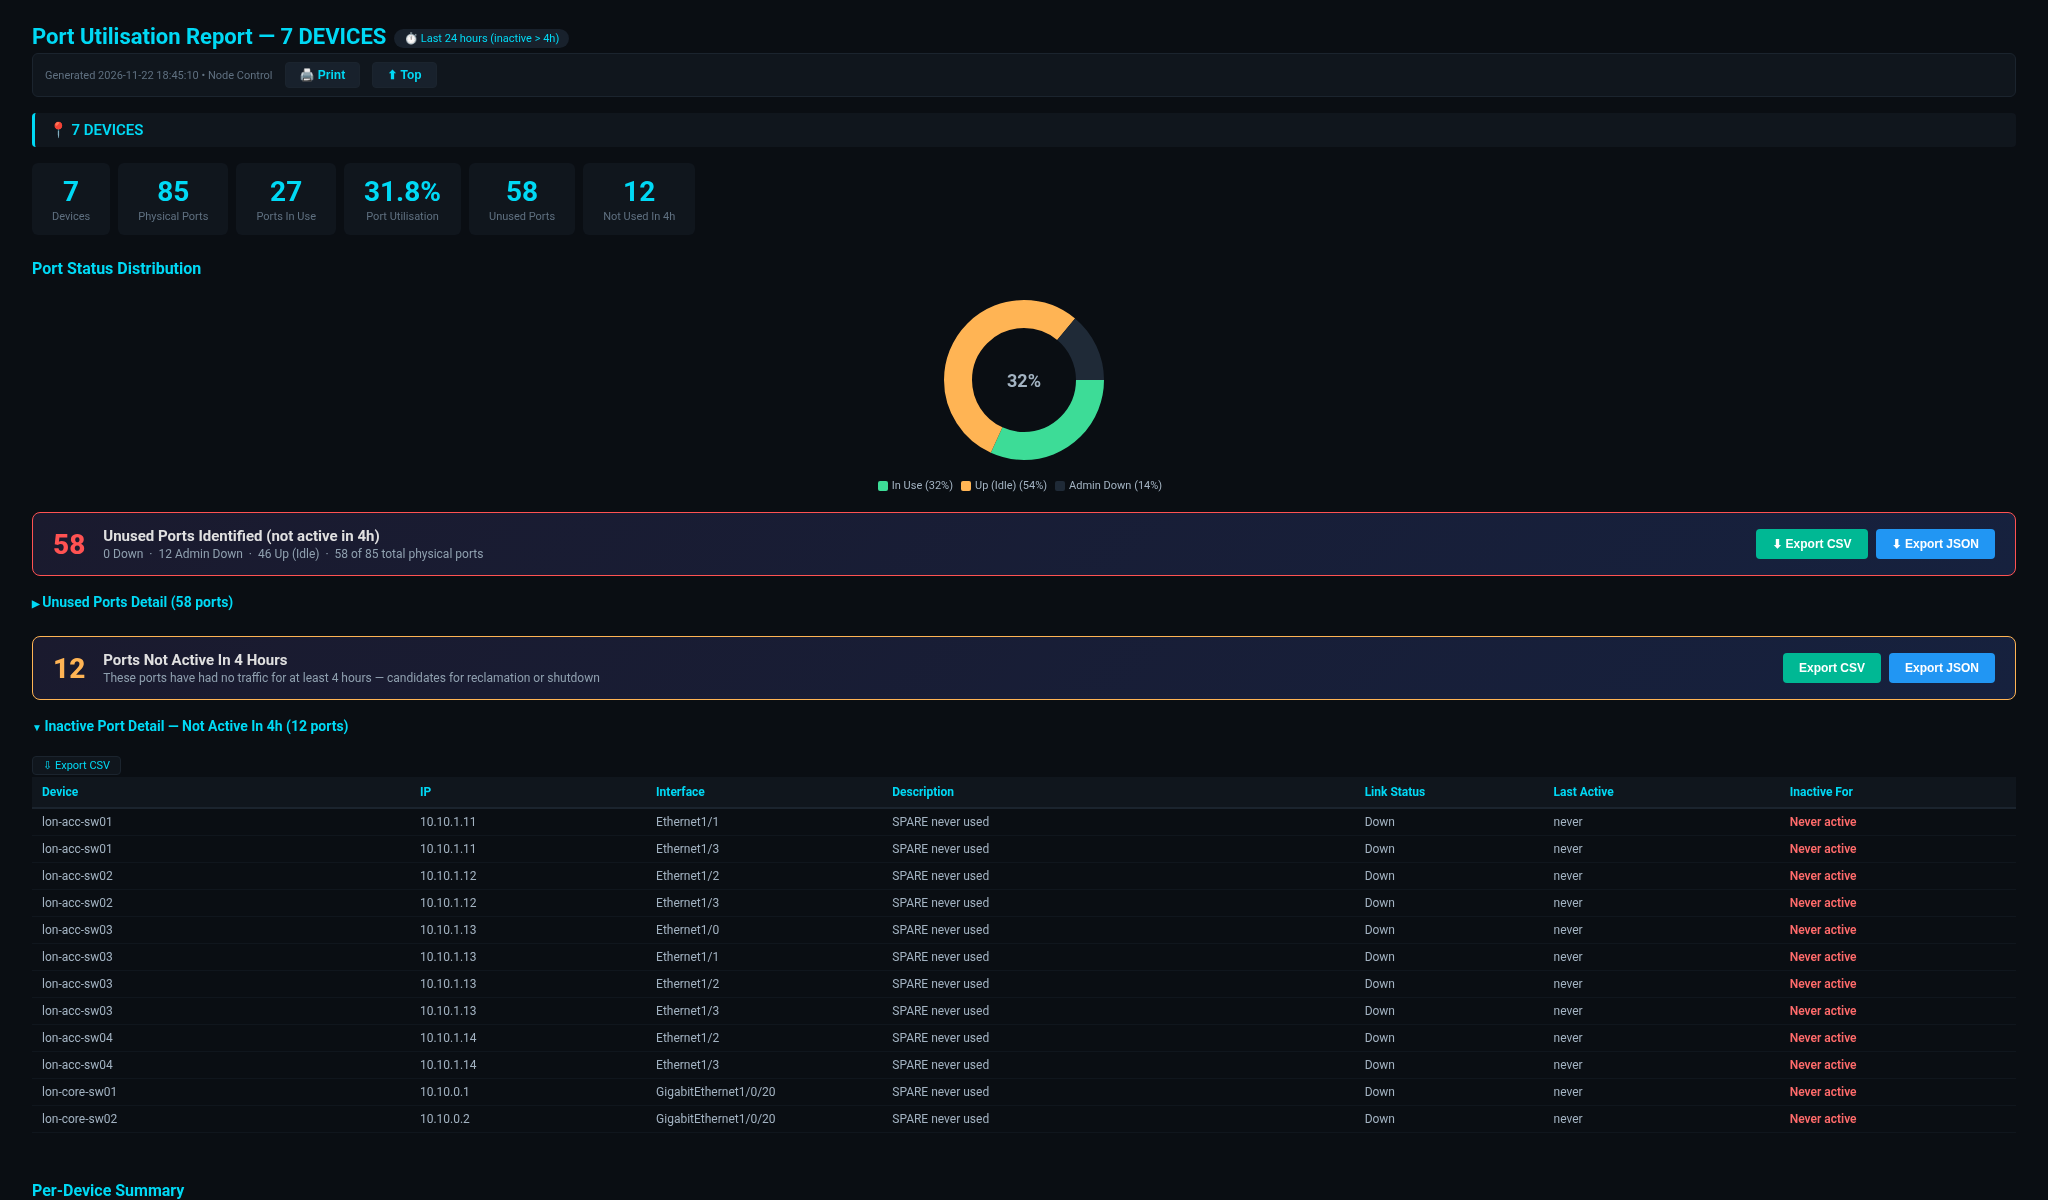 Port Utilisation Report — 7 DEVICES ⏱ Last 24 hours (inactive > 4h)
Generated 2026-11-22 18:45:10 • Node Control 🖨 Print ⬆ Top
📍 7 DEVICES
7 85 27 31.8% 58 12
Devices Physical Ports Ports In Use Port Utilisation Unused Ports Not Used In 4h
Port Status Distribution
32%
In Use (32%) Up (Idle) (54%) Admin Down (14%)
58 Unused Ports Identified (not active in 4h)
0 Down · 12 Admin Down · 46 Up (Idle) · 58 of 85 total physical ports
⬇ Export CSV ⬇ Export JSON
▶ Unused Ports Detail (58 ports)
12 Ports Not Active In 4 Hours
These ports have had no traffic for at least 4 hours — candidates for reclamation or shutdown
Export CSV Export JSON
▼ Inactive Port Detail — Not Active In 4h (12 ports)
⇩ Export CSV
Device IP Interface Description Link Status Last Active Inactive For
lon-acc-sw01 10.10.1.11 Ethernet1/1 SPARE never used Down never Never active
lon-acc-sw01 10.10.1.11 Ethernet1/3 SPARE never used Down never Never active
lon-acc-sw02 10.10.1.12 Ethernet1/2 SPARE never used Down never Never active
lon-acc-sw02 10.10.1.12 Ethernet1/3 SPARE never used Down never Never active
lon-acc-sw03 10.10.1.13 Ethernet1/0 SPARE never used Down never Never active
lon-acc-sw03 10.10.1.13 Ethernet1/1 SPARE never used Down never Never active
lon-acc-sw03 10.10.1.13 Ethernet1/2 SPARE never used Down never Never active
lon-acc-sw03 10.10.1.13 Ethernet1/3 SPARE never used Down never Never active
lon-acc-sw04 10.10.1.14 Ethernet1/2 SPARE never used Down never Never active
lon-acc-sw04 10.10.1.14 Ethernet1/3 SPARE never used Down never Never active
lon-core-sw01 10.10.0.1 GigabitEthernet1/0/20 SPARE never used Down never Never active
lon-core-sw02 10.10.0.2 GigabitEthernet1/0/20 SPARE never used Down never Never active
Per-Device Summary